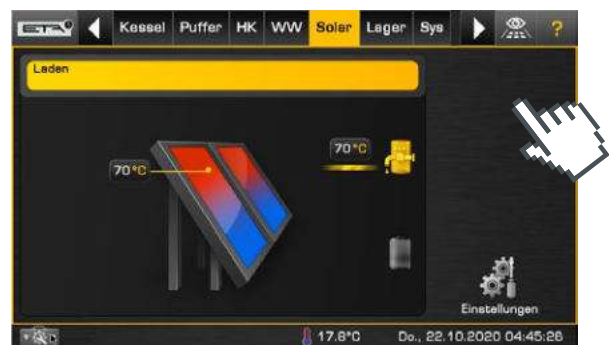 ETA
Kessel Puffer HK WW Solar Lager Sys ?
Laden
70°C
70°C
Einstellungen
17.8°C Do., 22.10.2020 04:45:26